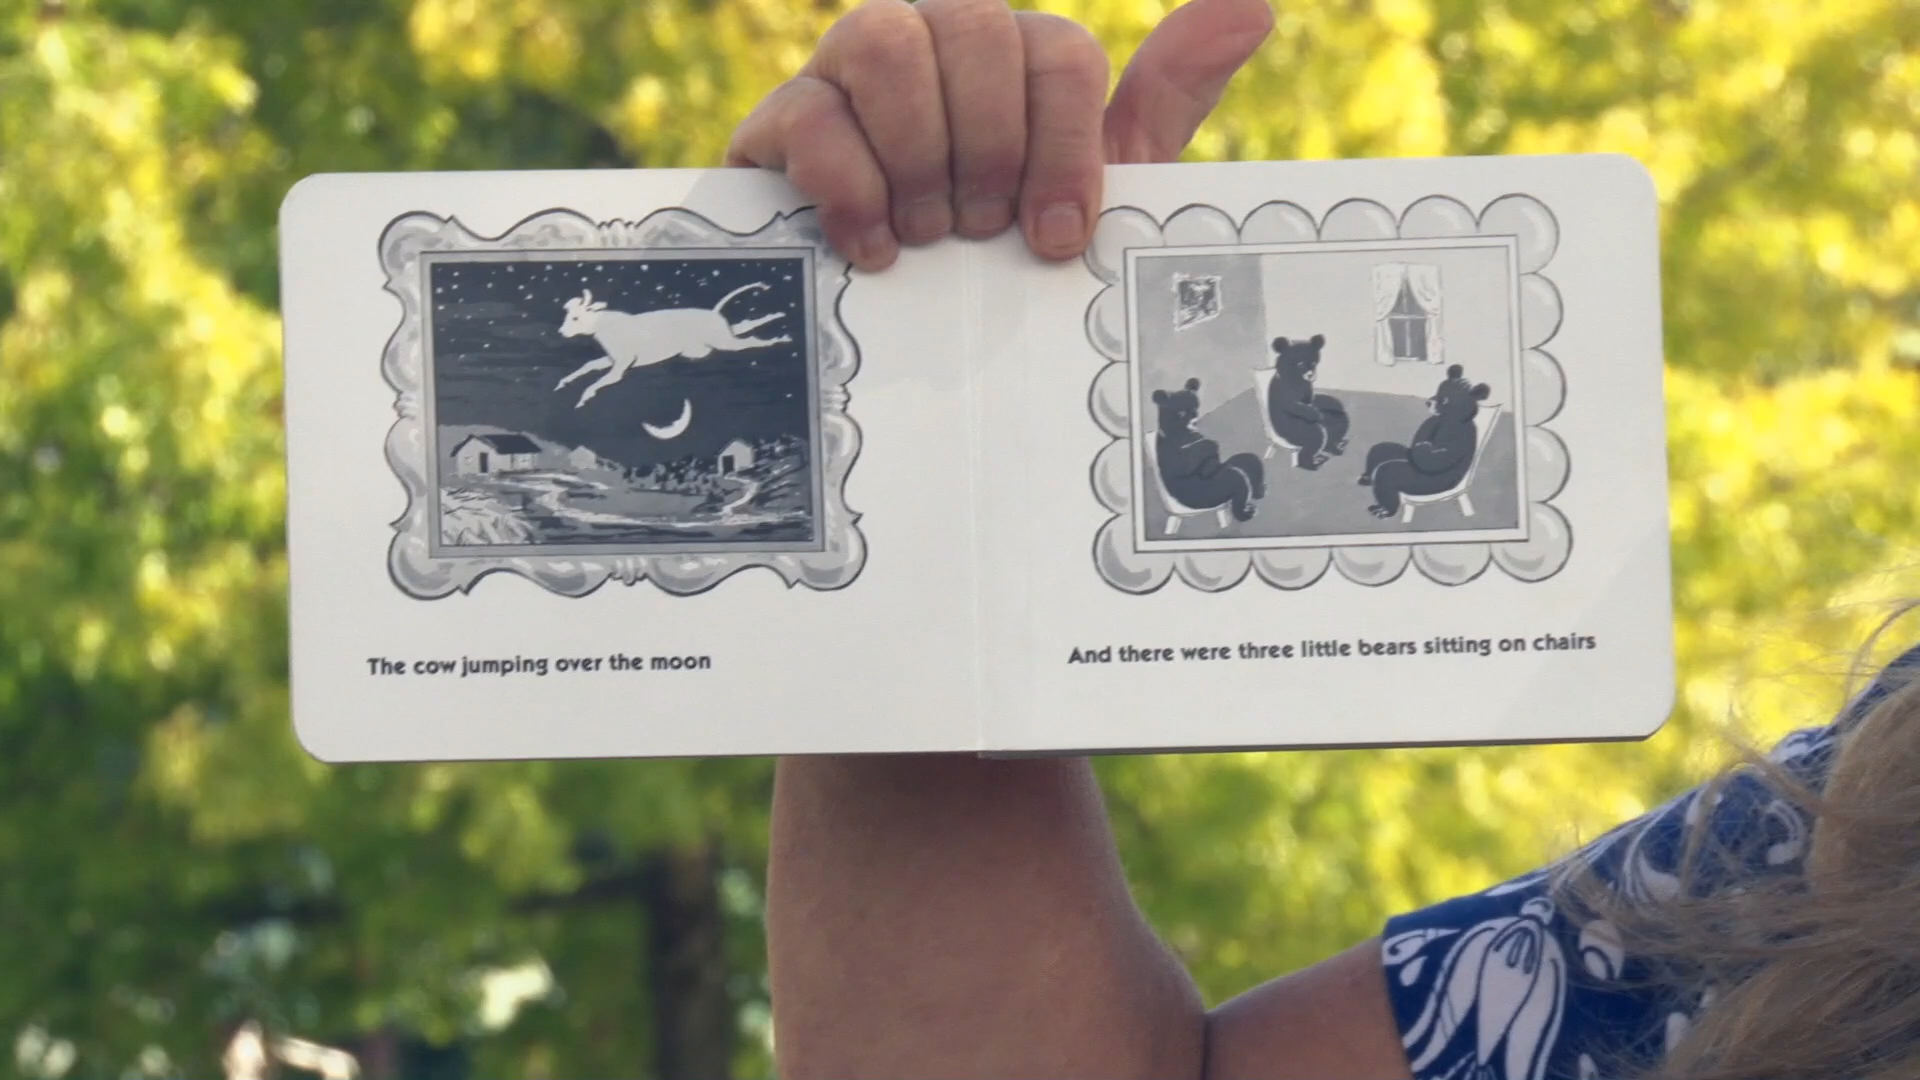 The cow jumping over the moon
And there were three little bears sitting on chairs